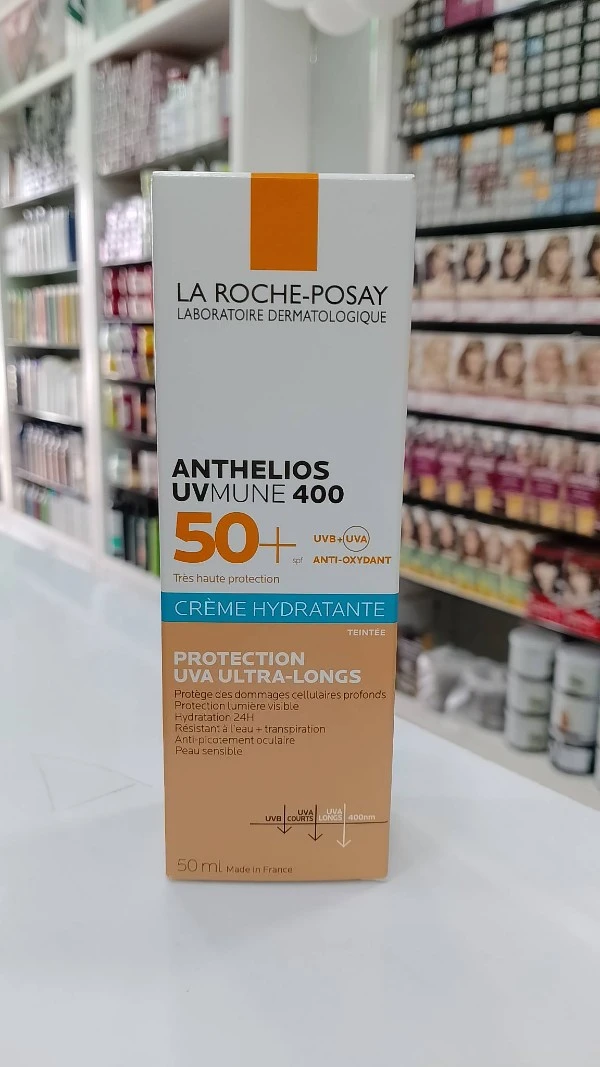 LA ROCHE-POSAY
LABORATOIRE DERMATOLOGIQUE
ANTHELIOS
UVMUNE 400
50+
spf
UVB+UVA
ANTI-OXYDANT
Très haute protection
CRÈME HYDRATANTE
TEINTÉE
PROTECTION
UVA ULTRA-LONGS
Protège des dommages cellulaires profonds
Protection lumière visible
Hydratation 24H
Résistant à l'eau + transpiration
Anti-picotement oculaire
Peau sensible
UVB
UVA COURTS
UVA LONGS
400nm
50 ml Made in France